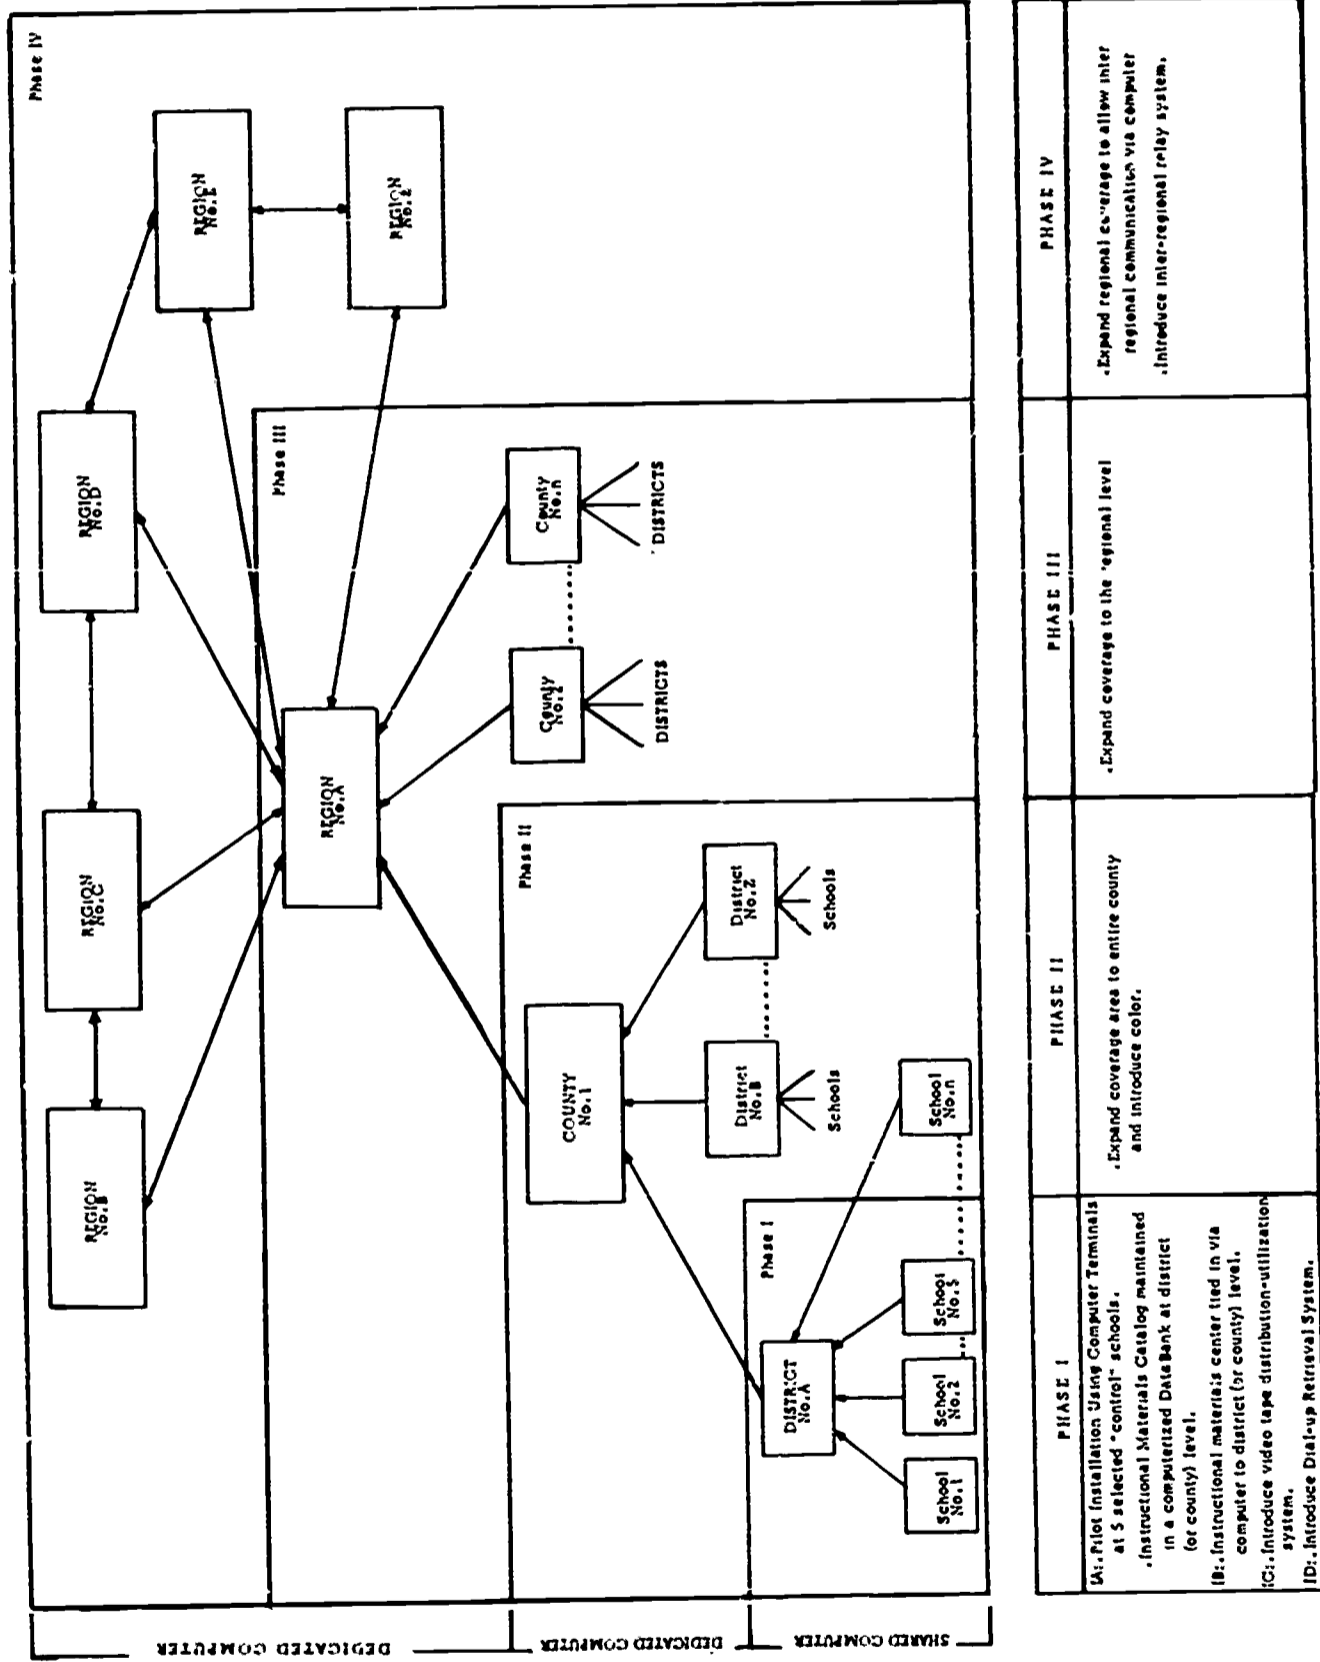 Phase IV
REGION
No.B
REGION
No.C
REGION
No.D
REGION
No.E
REGION
No.Z
Phase III
REGION
No.A
County
No.2
County
No.n
DISTRICTS
DISTRICTS
Phase II
COUNTY
No.1
District
No.B
District
No.Z
Schools
Schools
Phase I
DISTRICT
No.A
School
No.1
School
No.2
School
No.5
School
No.n
DEDICATED COMPUTER
DEDICATED COMPUTER
SHARED COMPUTER
PHASE I
IA:.Pilot Installation Using Computer Terminals
at 5 selected "control" schools.
.Instructional Materials Catalog maintained
in a computerized Data Bank at district
(or county) level.
IB:.Instructional materials center tied in via
computer to district (or county) level.
IC:.Introduce video tape distribution-utilization
system.
ID:.Introduce Dial-up Retrieval System.
PHASE II
.Expand coverage area to entire county
and introduce color.
PHASE III
.Expand coverage to the regional level
PHASE IV
.Expand regional coverage to allow inter
regional communication via computer
.Introduce inter-regional relay system.